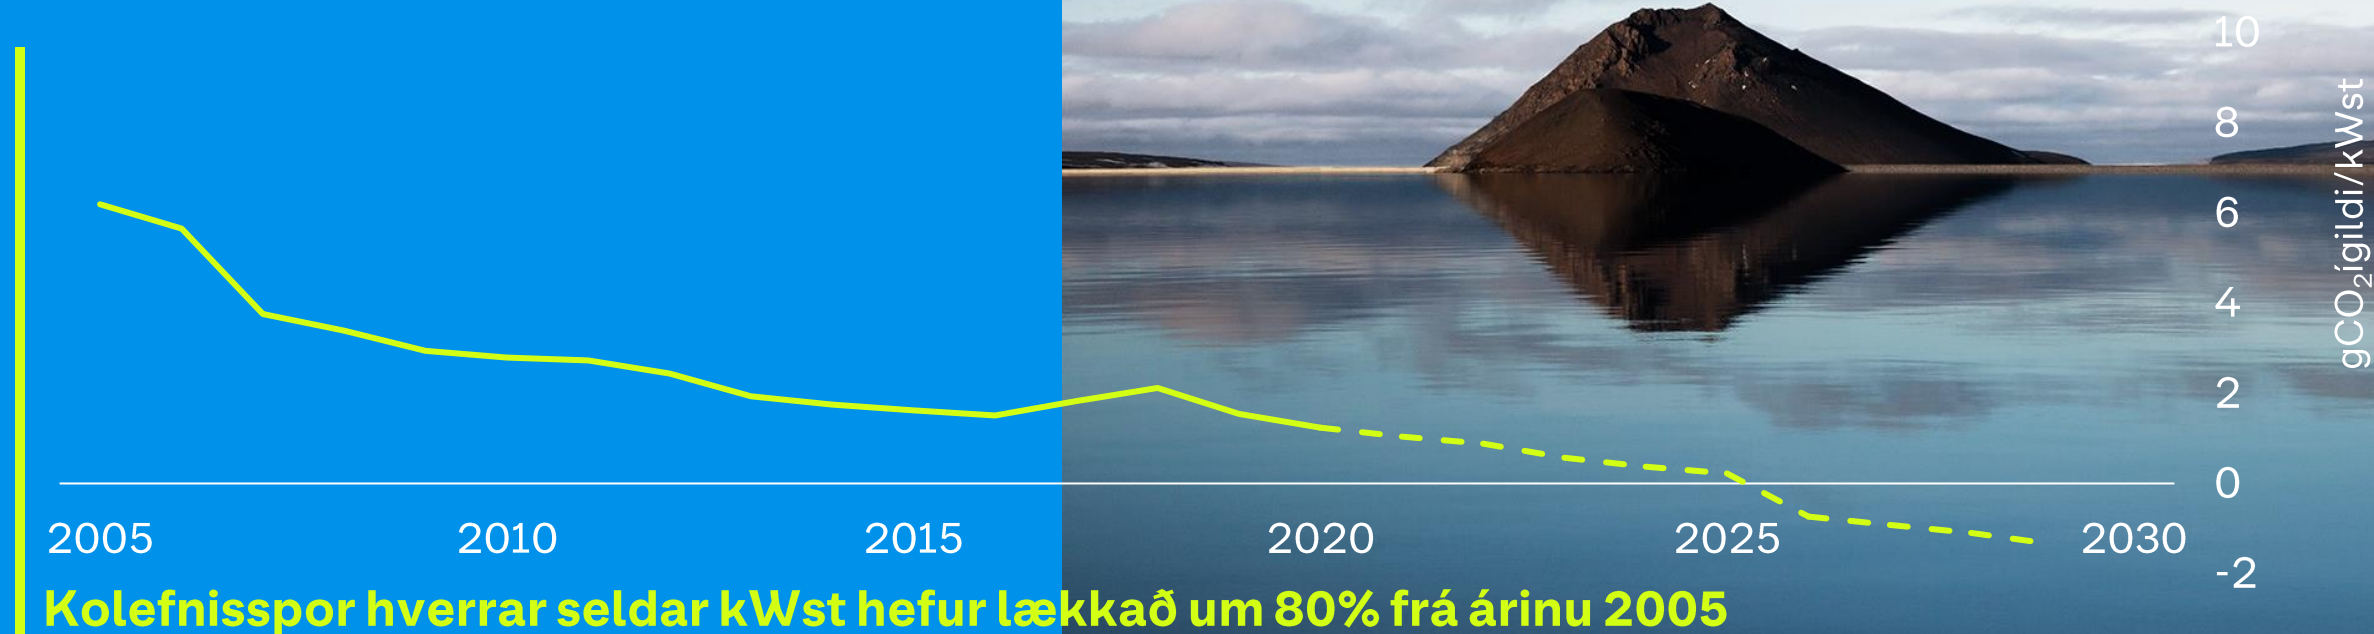 10
8
6
4
2
0
-2
gCO₂ígildi/kWst
2005 2010 2015 2020 2025 2030
Kolefnisspor hverrar seldar kWst hefur lækkað um 80% frá árinu 2005